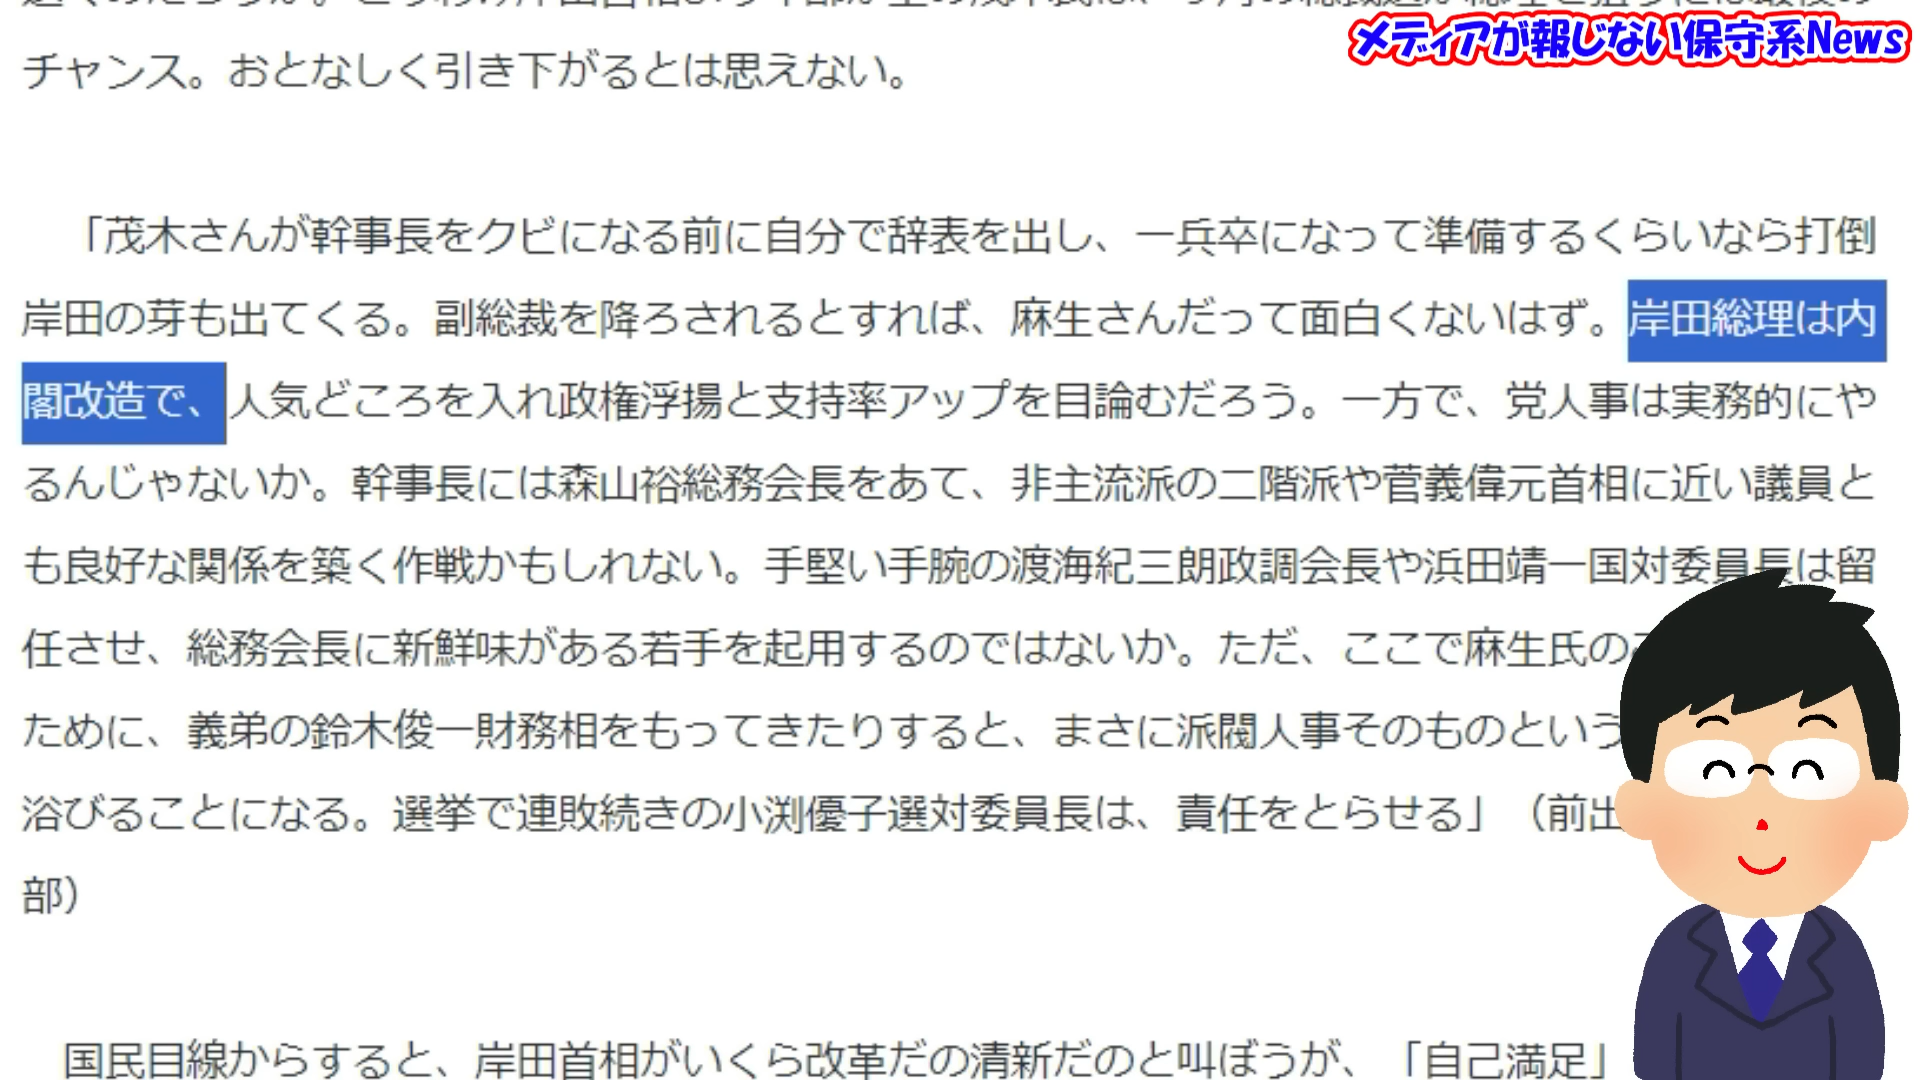 メディアが報じない保守系News
チャンス。おとなしく引き下がるとは思えない。
「茂木さんが幹事長をクビになる前に自分で辞表を出し、一兵卒になって準備するくらいなら打倒
岸田の芽も出てくる。副総裁を降ろされるとすれば、麻生さんだって面白くないはず。岸田総理は内
閣改造で、人気どころを入れ政権浮揚と支持率アップを目論むだろう。一方で、党人事は実務的にや
るんじゃないか。幹事長には森山裕総務会長をあて、非主流派の二階派や菅義偉元首相に近い議員と
も良好な関係を築く作戦かもしれない。手堅い手腕の渡海紀三朗政調会長や浜田靖一国対委員長は留
任させ、総務会長に新鮮味がある若手を起用するのではないか。ただ、ここで麻生氏の
ために、義弟の鈴木俊一財務相をもってきたりすると、まさに派閥人事そのものという
浴びることになる。選挙で連敗続きの小渕優子選対委員長は、責任をとらせる」（前出
部）
国民目線からすると、岸田首相がいくら改革だの清新だのと叫ぼうが、「自己満足」